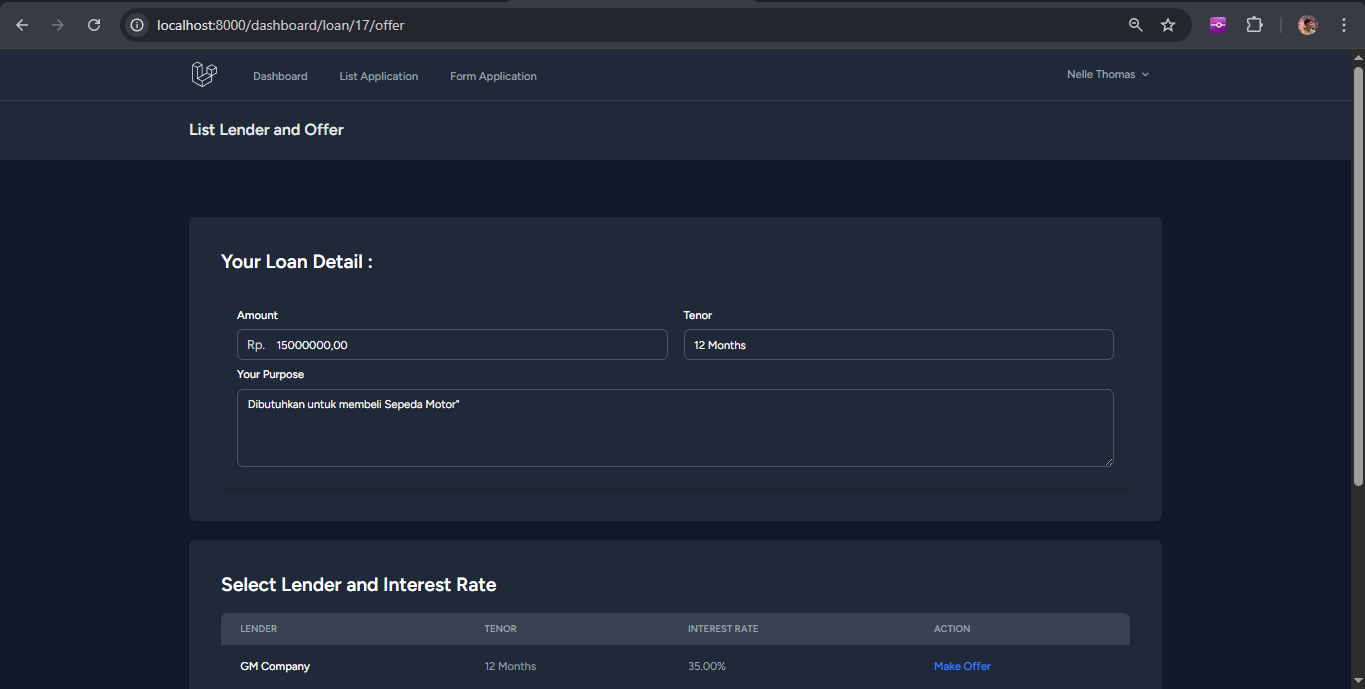 localhost:8000/dashboard/loan/17/offer
Dashboard List Application Form Application Nelle Thomas
List Lender and Offer
Your Loan Detail :
Amount Tenor
Rp. 15000000,00 12 Months
Your Purpose
Dibutuhkan untuk membeli Sepeda Motor"
Select Lender and Interest Rate
LENDER TENOR INTEREST RATE ACTION
GM Company 12 Months 35.00% Make Offer